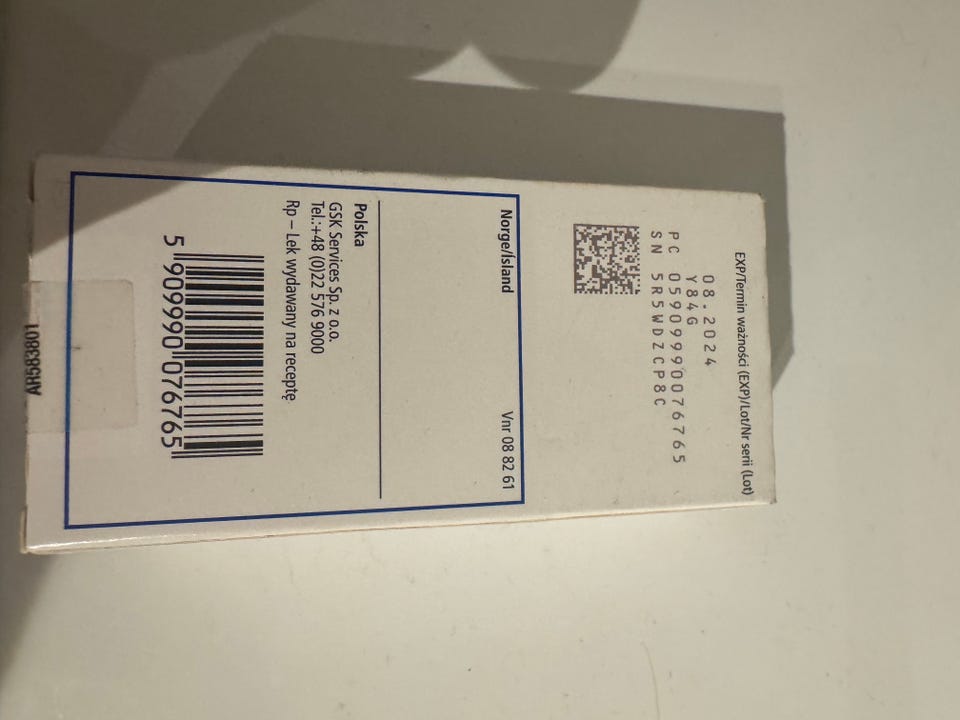 EXP/Termin ważności (EXP)/Lot/Nr serii (Lot)
08.2024
Y84G
PC 05909990076765
SN 5R5WDZCP8C
Norge/Ísland
Vnr 08 82 61
Polska
GSK Services Sp. z o.o.
Tel.:+48 (0)22 576 9000
Rp – Lek wydawany na receptę
5 909990 076765
AR583801